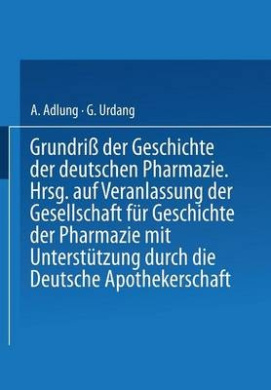 A. Adlung · G. Urdang
Grundriß der Geschichte
der deutschen Pharmazie.
Hrsg. auf Veranlassung der
Gesellschaft für Geschichte
der Pharmazie mit
Unterstützung durch die
Deutsche Apothekerschaft